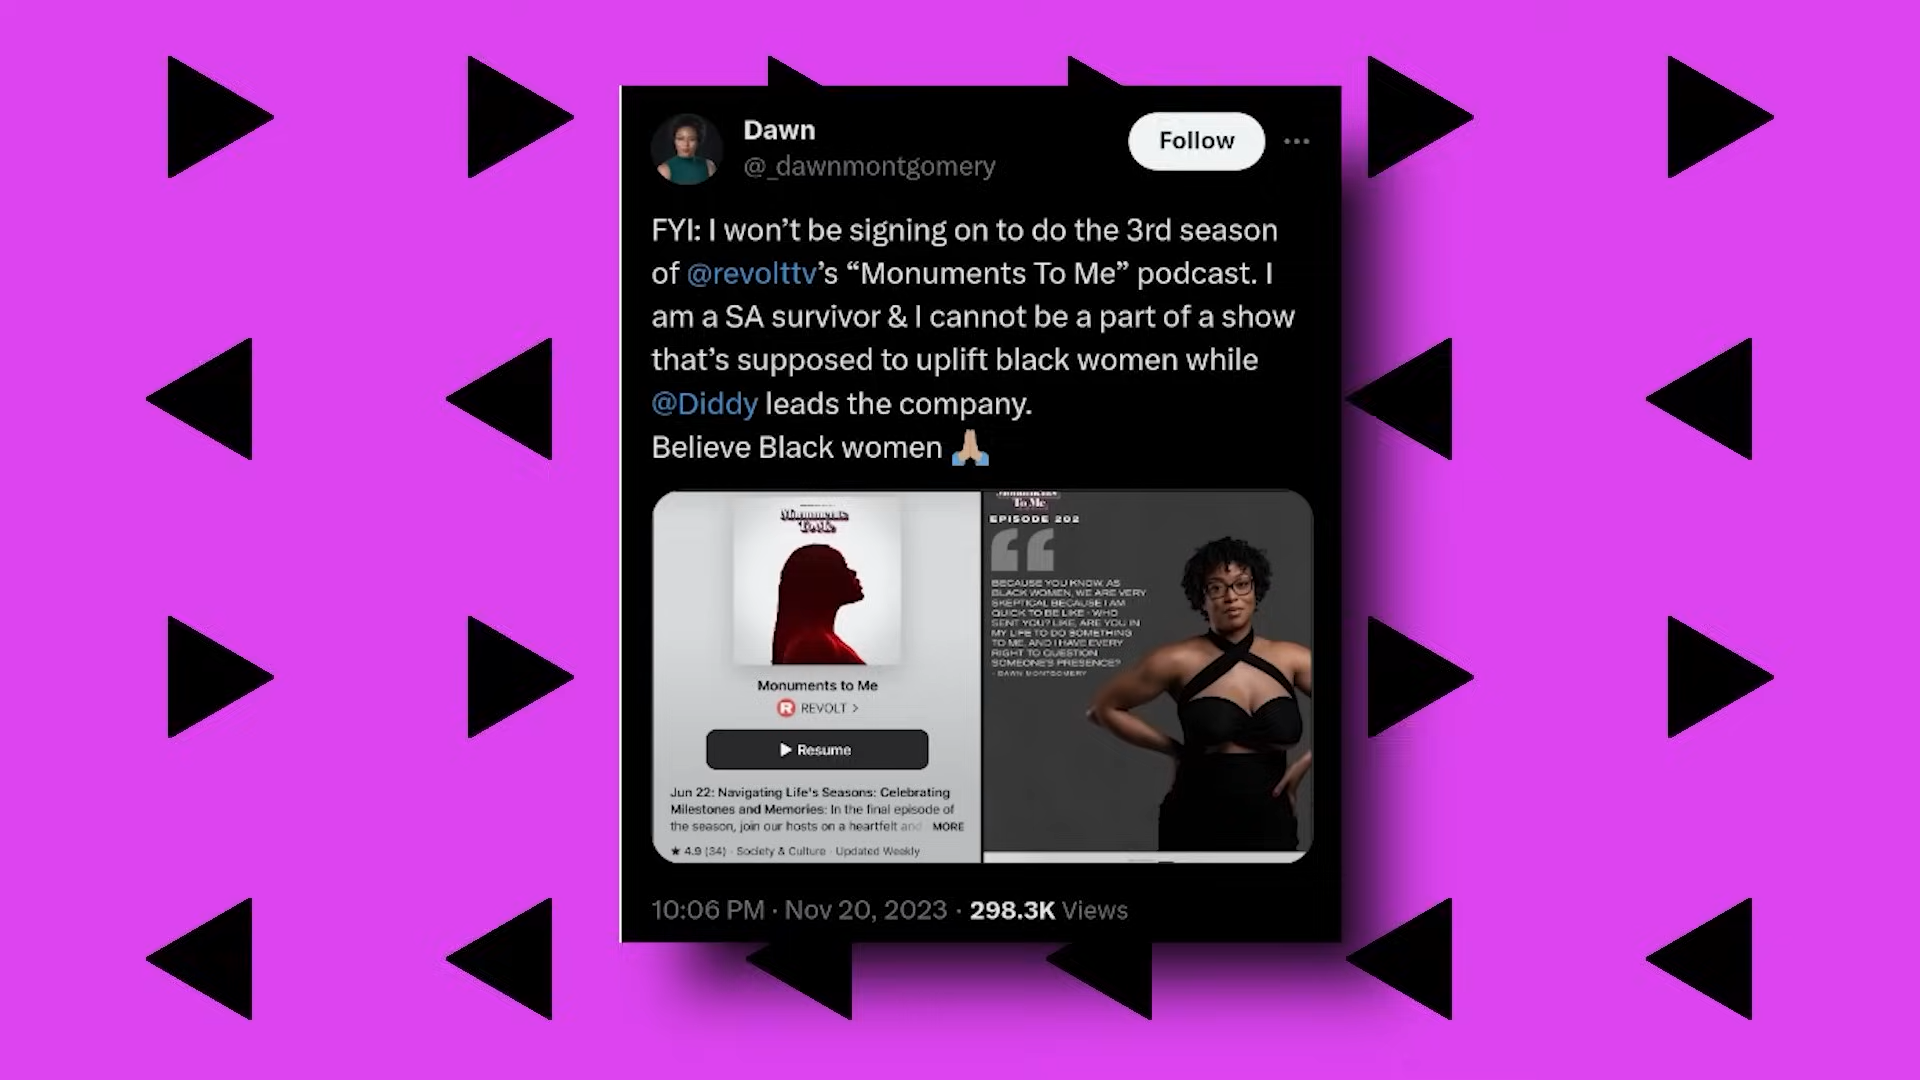 Dawn
@_dawnmontgomery
Follow
FYI: I won’t be signing on to do the 3rd season
of @revolttv’s “Monuments To Me” podcast. I
am a SA survivor & I cannot be a part of a show
that’s supposed to uplift black women while
@Diddy leads the company.
Believe Black women 🙏🏼
Monuments
To Me
Monuments to Me
R REVOLT >
▶ Resume
Jun 22: Navigating Life's Seasons: Celebrating
Milestones and Memories: In the final episode of
the season, join our hosts on a heartfelt and MORE
★ 4.9 (34) · Society & Culture · Updated Weekly
Monuments
To Me
EPISODE 202
“
BECAUSE YOU KNOW, AS
BLACK WOMEN, WE ARE VERY
SKEPTICAL BECAUSE I AM
QUICK TO BE LIKE - WHO
SENT YOU? LIKE, ARE YOU IN
MY LIFE TO DO SOMETHING
TO ME, AND I HAVE EVERY
RIGHT TO QUESTION
SOMEONE'S PRESENCE?
- DAWN MONTGOMERY
10:06 PM · Nov 20, 2023 · 298.3K Views